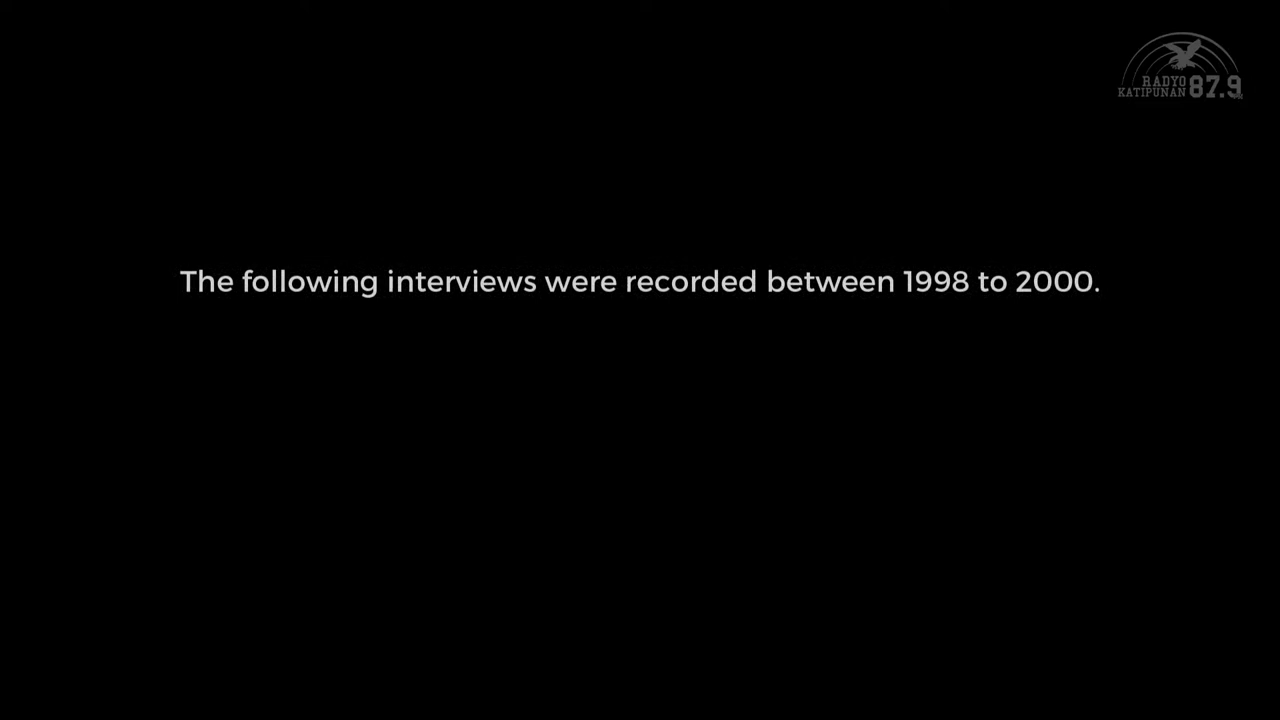 RADYO
KATIPUNAN 87.9
The following interviews were recorded between 1998 to 2000.